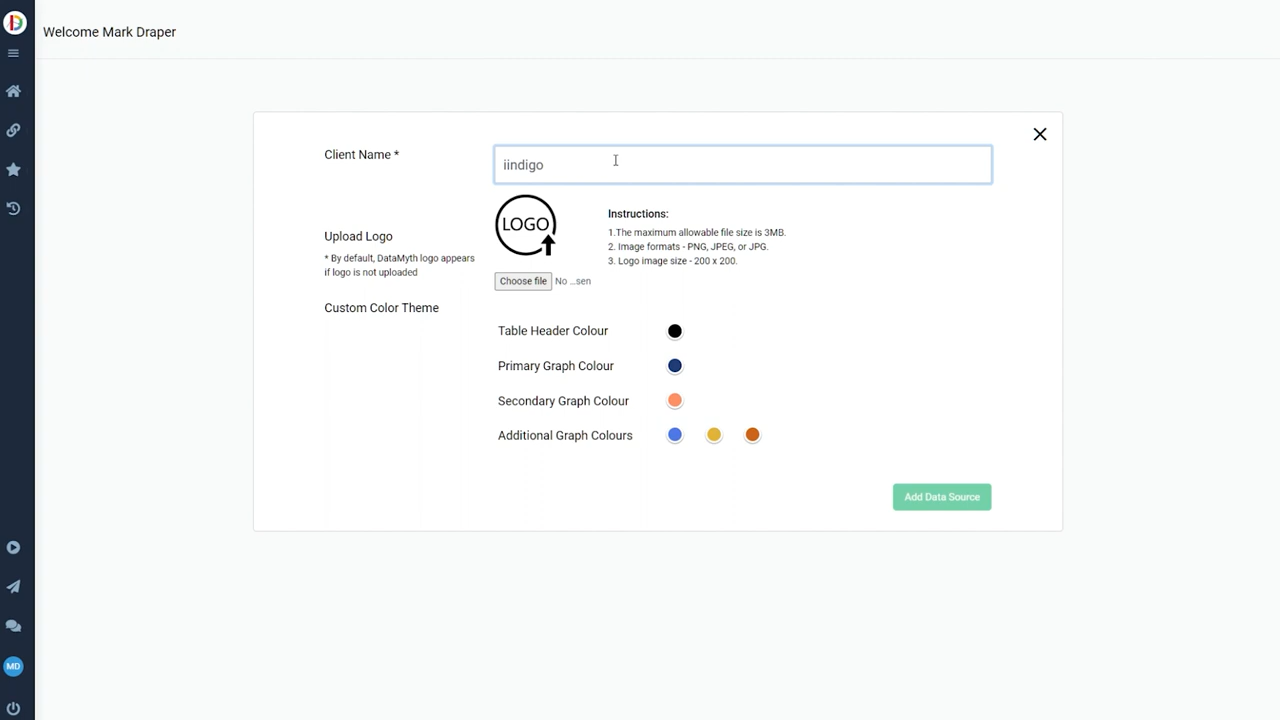 Welcome Mark Draper
Client Name *
iindigo
LOGO
Instructions:
1.The maximum allowable file size is 3MB.
2. Image formats - PNG, JPEG, or JPG.
3. Logo image size - 200 x 200.
Upload Logo
* By default, DataMyth logo appears
if logo is not uploaded
Choose file No ...sen
Custom Color Theme
Table Header Colour
Primary Graph Colour
Secondary Graph Colour
Additional Graph Colours
Add Data Source
MD